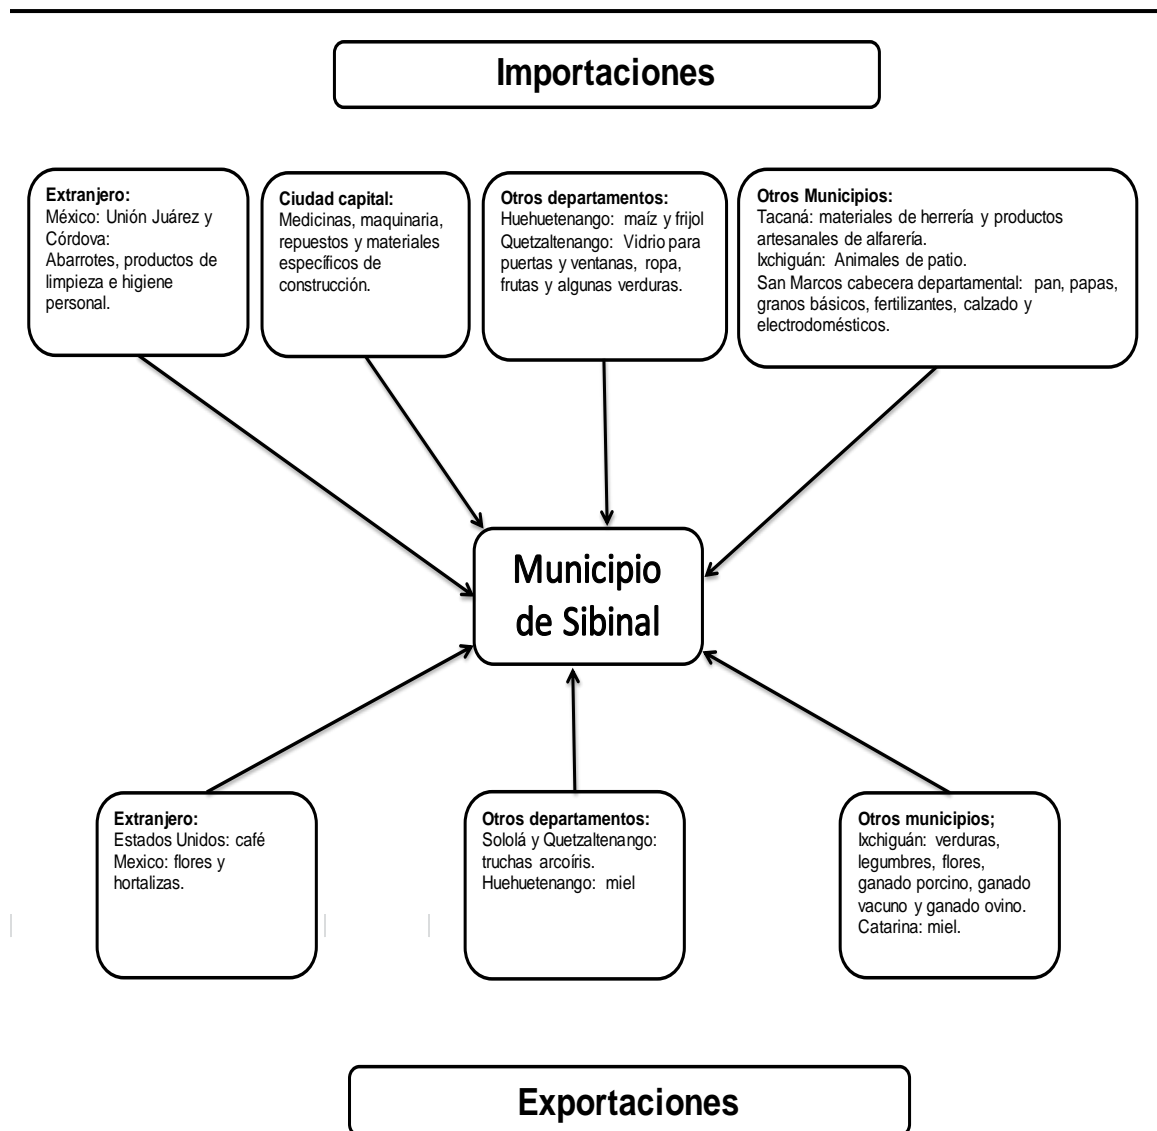 Importaciones
Extranjero:
México: Unión Juárez y
Córdova:
Abarrotes, productos de
limpieza e higiene
personal.
Ciudad capital:
Medicinas, maquinaria,
repuestos y materiales
específicos de
construcción.
Otros departamentos:
Huehuetenango: maíz y frijol
Quetzaltenango: Vidrio para
puertas y ventanas, ropa,
frutas y algunas verduras.
Otros Municipios:
Tacaná: materiales de herrería y productos
artesanales de alfarería.
Ixchiguán: Animales de patio.
San Marcos cabecera departamental: pan, papas,
granos básicos, fertilizantes, calzado y
electrodomésticos.
Municipio
de Sibinal
Extranjero:
Estados Unidos: café
Mexico: flores y
hortalizas.
Otros departamentos:
Sololá y Quetzaltenango:
truchas arcoíris.
Huehuetenango: miel
Otros municipios;
Ixchiguán: verduras,
legumbres, flores,
ganado porcino, ganado
vacuno y ganado ovino.
Catarina: miel.
Exportaciones